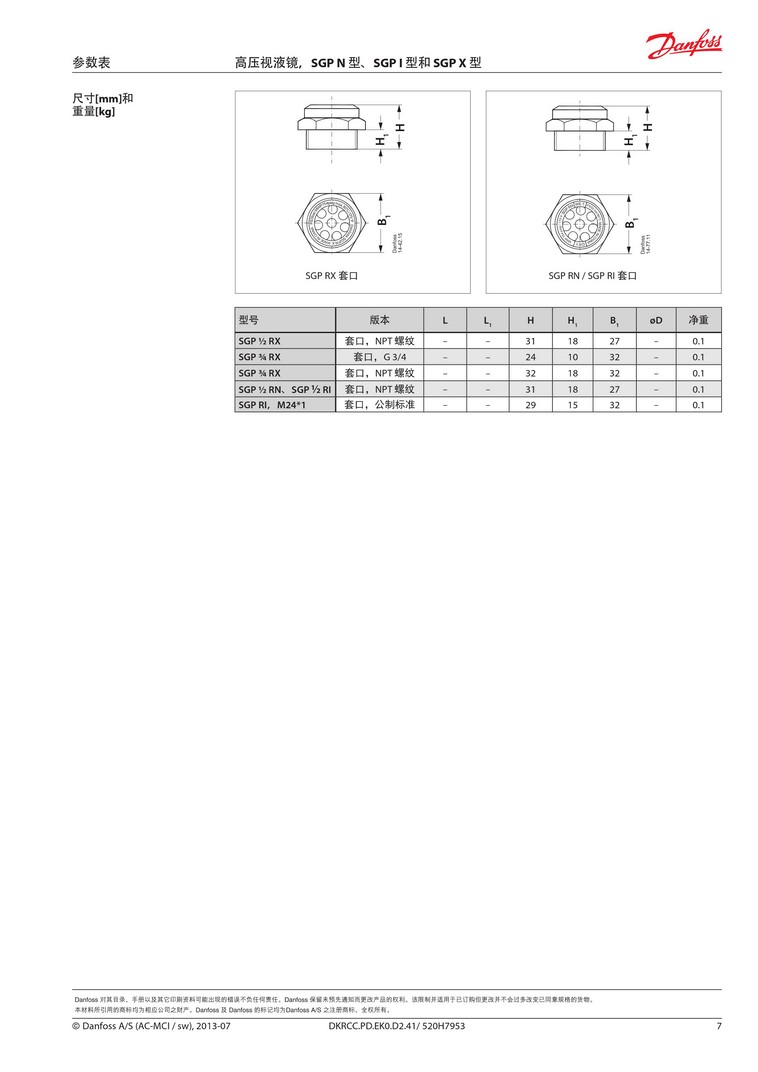 Danfoss
参数表
高压视液镜，SGP N 型、SGP I 型和 SGP X 型
尺寸[mm]和
重量[kg]
H₁
H
B₁
Danfoss
14-42.15
SGP RX 套口
H₁
H
B₁
Danfoss
14-77.11
SGP RN / SGP RI 套口
型号 版本 L L₁ H H₁ B₁ øD 净重
SGP ½ RX 套口，NPT 螺纹 – – 31 18 27 – 0.1
SGP ¾ RX 套口，G 3/4 – – 24 10 32 – 0.1
SGP ¾ RX 套口，NPT 螺纹 – – 32 18 32 – 0.1
SGP ½ RN、SGP ½ RI 套口，NPT 螺纹 – – 31 18 27 – 0.1
SGP RI，M24*1 套口，公制标准 – – 29 15 32 – 0.1
Danfoss 对其目录、手册以及其它印刷资料可能出现的错误不负任何责任。Danfoss 保留未预先通知而更改产品的权利。该限制并适用于已订购但更改并不会过多改变已同意规格的货物。
本材料所引用的商标均为相应公司之财产。Danfoss 及 Danfoss 的标记均为Danfoss A/S 之注册商标。全权所有。
© Danfoss A/S (AC-MCI / sw), 2013-07 DKRCC.PD.EK0.D2.41/ 520H7953 7